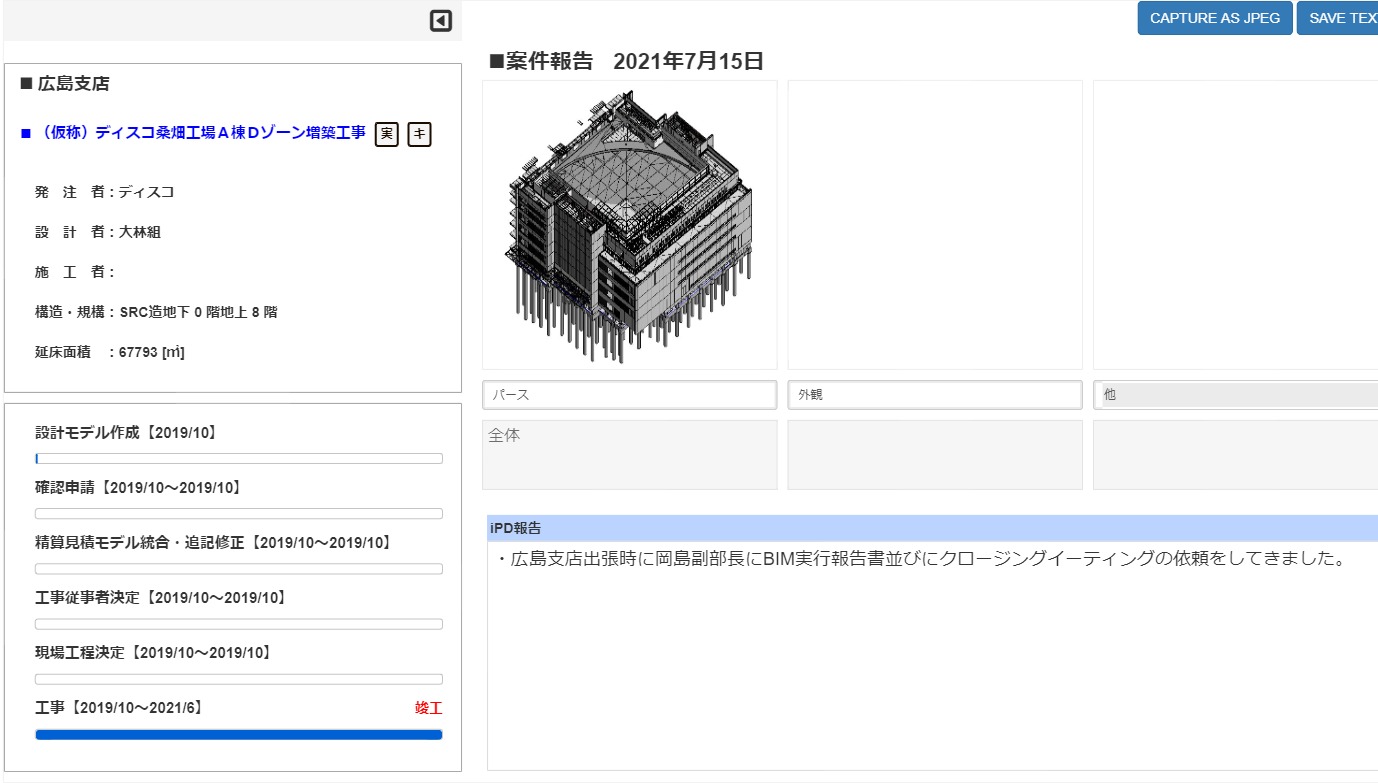 CAPTURE AS JPEG
SAVE TEX
■広島支店
■ （仮称）ディスコ桑畑工場Ａ棟Ｄゾーン増築工事 実 キ
発　注　者：ディスコ
設　計　者：大林組
施　工　者：
構造・規構：SRC造地下 0 階地上 8 階
延床面積　：67793 [㎡]
設計モデル作成【2019/10】
確認申請【2019/10～2019/10】
精算見積モデル統合・追記修正【2019/10～2019/10】
工事従事者決定【2019/10～2019/10】
現場工程決定【2019/10～2019/10】
工事【2019/10～2021/6】 竣工
■案件報告　2021年7月15日
パース
外観
他
全体
iPD報告
・広島支店出張時に岡島副部長にBIM実行報告書並びにクロージングイーティングの依頼をしてきました。